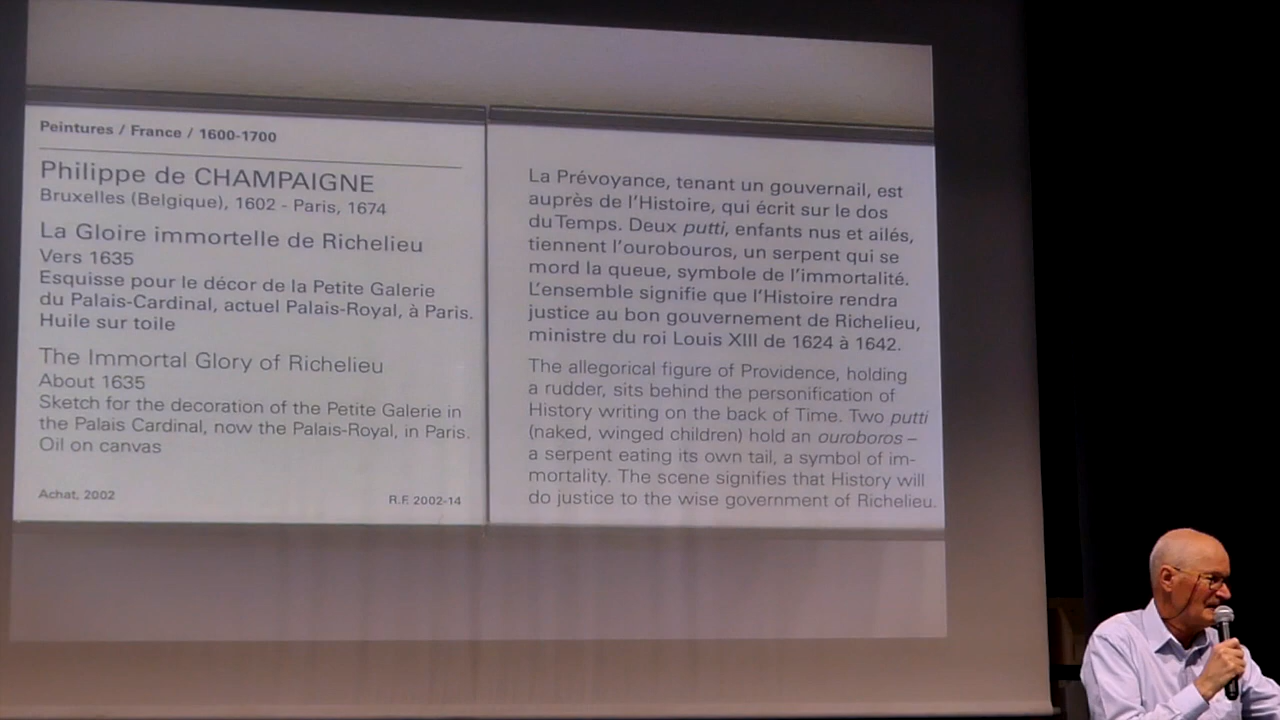 Peintures / France / 1600-1700
Philippe de CHAMPAIGNE
Bruxelles (Belgique), 1602 - Paris, 1674
La Gloire immortelle de Richelieu
Vers 1635
Esquisse pour le décor de la Petite Galerie
du Palais-Cardinal, actuel Palais-Royal, à Paris.
Huile sur toile
The Immortal Glory of Richelieu
About 1635
Sketch for the decoration of the Petite Galerie in
the Palais Cardinal, now the Palais-Royal, in Paris.
Oil on canvas
Achat, 2002
R.F. 2002-14
La Prévoyance, tenant un gouvernail, est
auprès de l'Histoire, qui écrit sur le dos
du Temps. Deux putti, enfants nus et ailés,
tiennent l'ourobouros, un serpent qui se
mord la queue, symbole de l'immortalité.
L'ensemble signifie que l'Histoire rendra
justice au bon gouvernement de Richelieu,
ministre du roi Louis XIII de 1624 à 1642.
The allegorical figure of Providence, holding
a rudder, sits behind the personification of
History writing on the back of Time. Two putti
(naked, winged children) hold an ouroboros –
a serpent eating its own tail, a symbol of im-
mortality. The scene signifies that History will
do justice to the wise government of Richelieu.